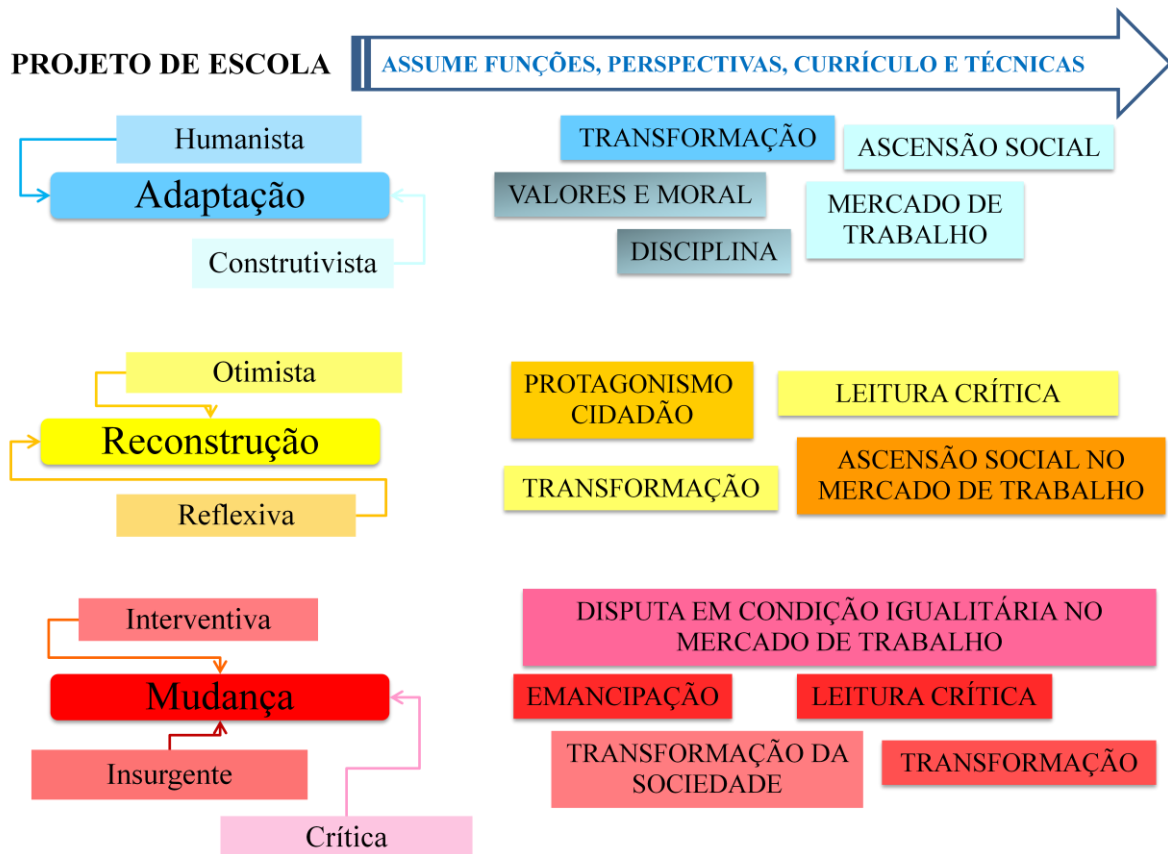 PROJETO DE ESCOLA
ASSUME FUNÇÕES, PERSPECTIVAS, CURRÍCULO E TÉCNICAS
Humanista
Adaptação
Construtivista
TRANSFORMAÇÃO
ASCENSÃO SOCIAL
VALORES E MORAL
MERCADO DE
TRABALHO
DISCIPLINA
Otimista
Reconstrução
Reflexiva
PROTAGONISMO
CIDADÃO
LEITURA CRÍTICA
TRANSFORMAÇÃO
ASCENSÃO SOCIAL NO
MERCADO DE TRABALHO
Interventiva
Mudança
Insurgente
Crítica
DISPUTA EM CONDIÇÃO IGUALITÁRIA NO
MERCADO DE TRABALHO
EMANCIPAÇÃO
LEITURA CRÍTICA
TRANSFORMAÇÃO DA
SOCIEDADE
TRANSFORMAÇÃO